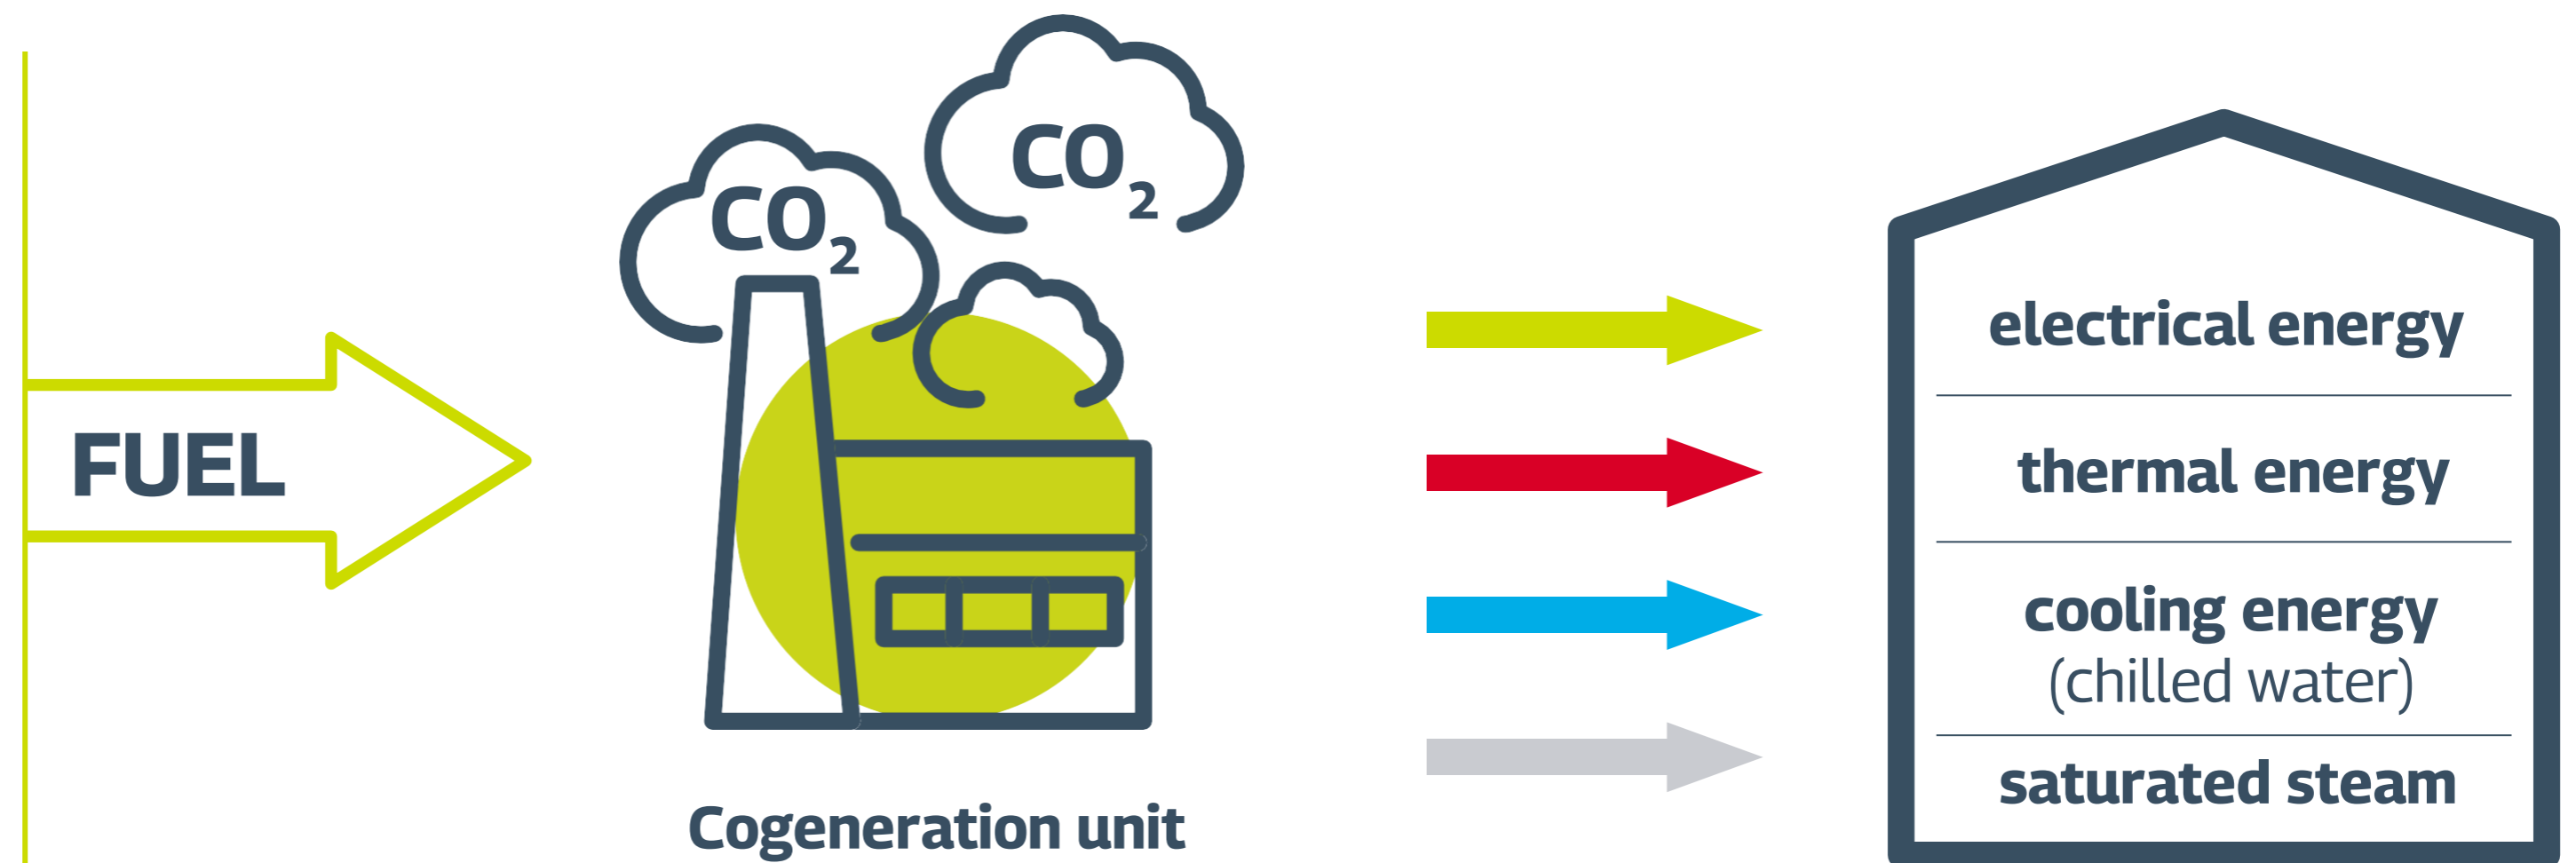 FUEL
CO₂
CO₂
Cogeneration unit
electrical energy
thermal energy
cooling energy
(chilled water)
saturated steam